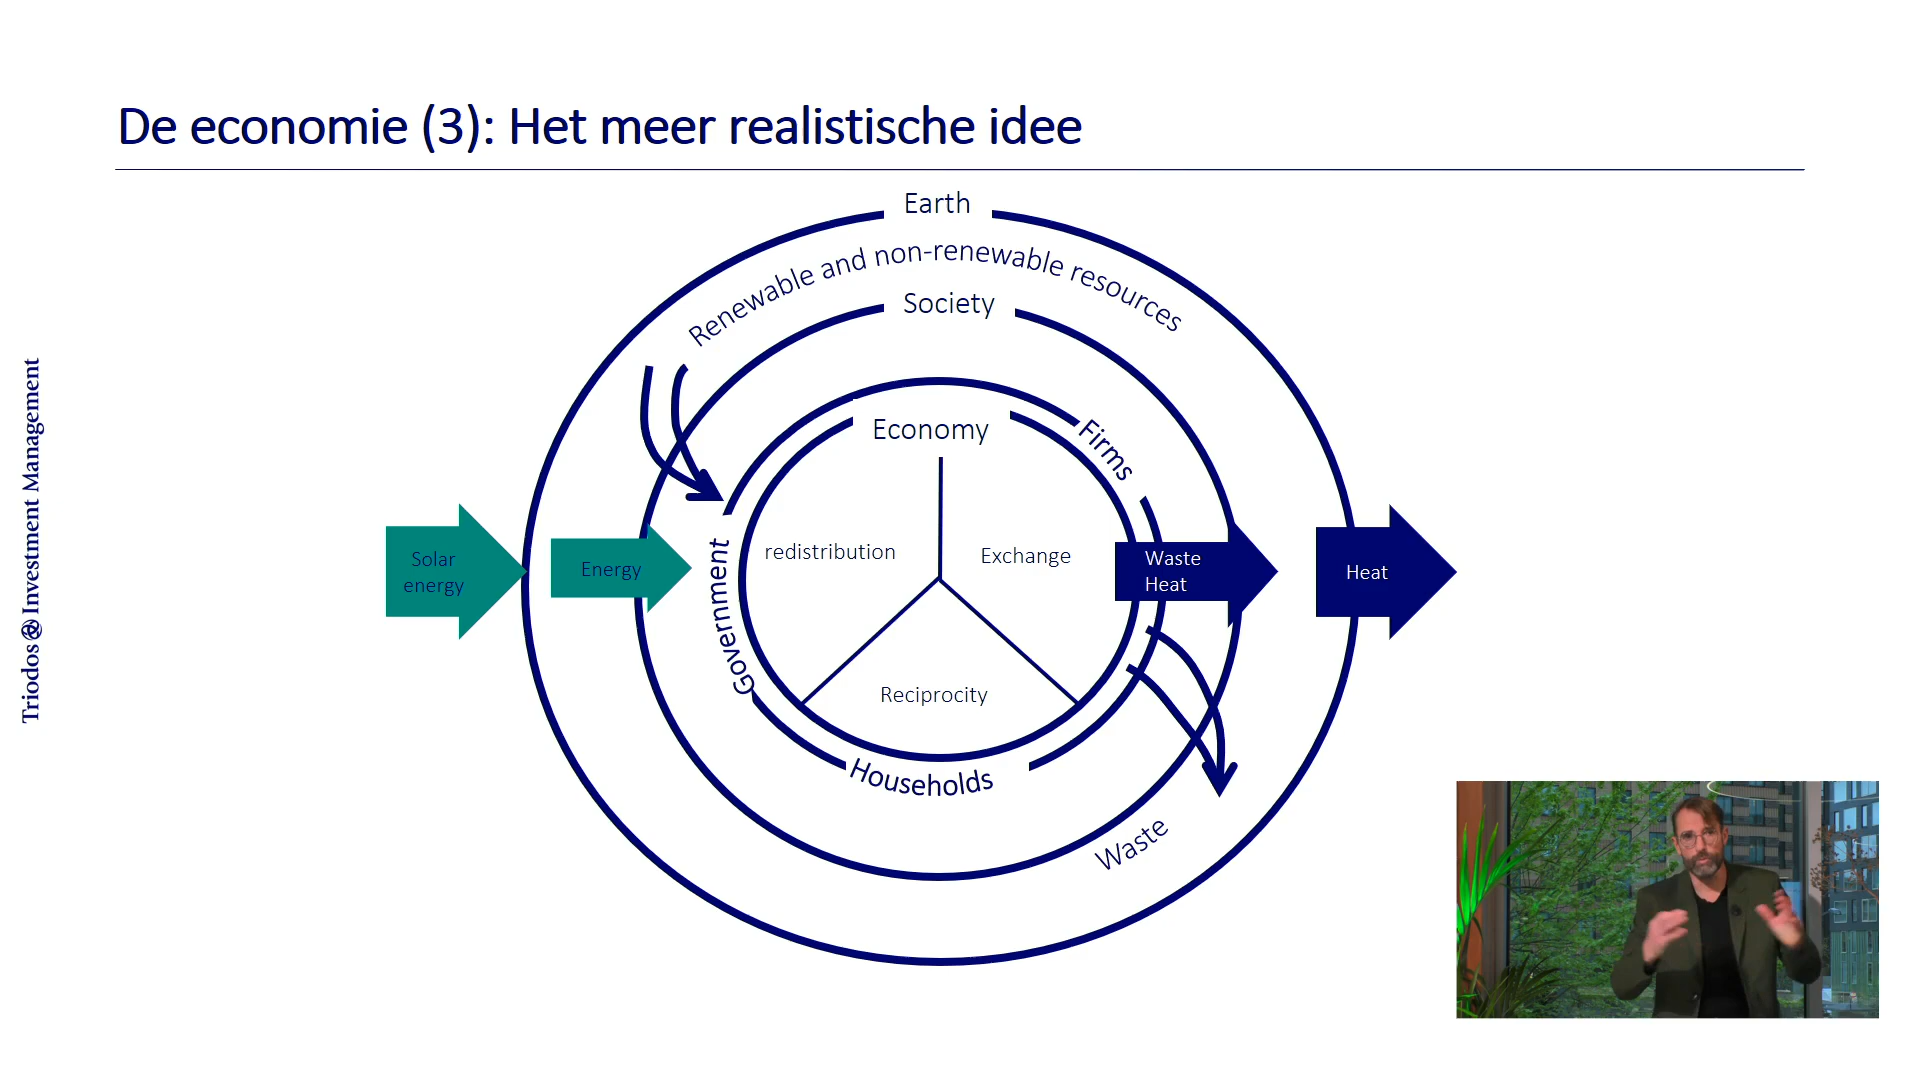 De economie (3): Het meer realistische idee
Earth
Renewable and non-renewable resources
Society
Economy
Firms
Government
Households
redistribution
Exchange
Reciprocity
Solar
energy
Energy
Waste
Heat
Heat
Waste
Triodos Investment Management